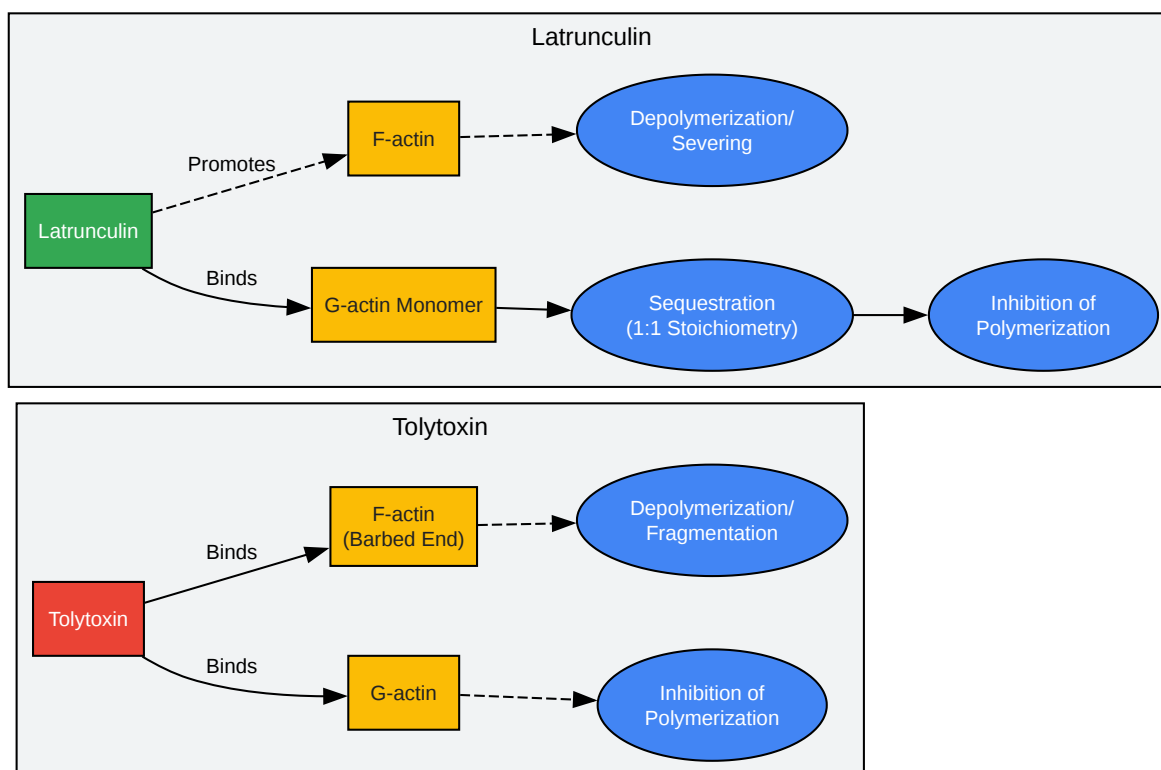 Latrunculin
F-actin
Depolymerization/
Severing
Promotes
Latrunculin
Binds
G-actin Monomer
Sequestration
(1:1 Stoichiometry)
Inhibition of
Polymerization
Tolytoxin
F-actin
(Barbed End)
Depolymerization/
Fragmentation
Binds
Tolytoxin
Binds
G-actin
Inhibition of
Polymerization